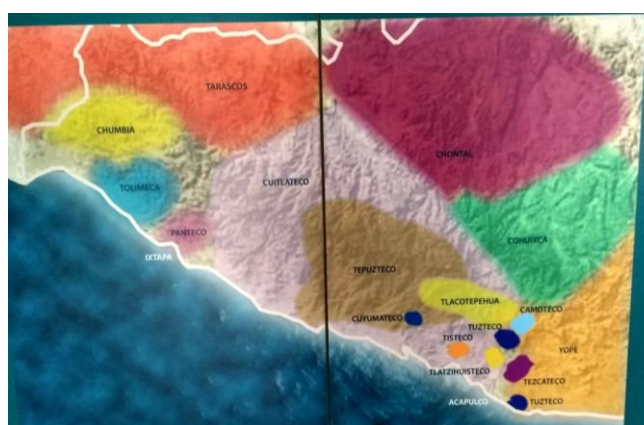 TARASCOS
CHUMBIA
CHONTAL
TOLIMECA
CUITLATECO
PANTECO
COHUIXCA
IXTAPA
TEPUZTECO
TLACOTEPEHUA
CAMOTECO
CUYUMATECO
TUZTECO
TISTECO
YOPE
TLATZIHUISTECO
TEZCATECO
ACAPULCO
TUZTECO